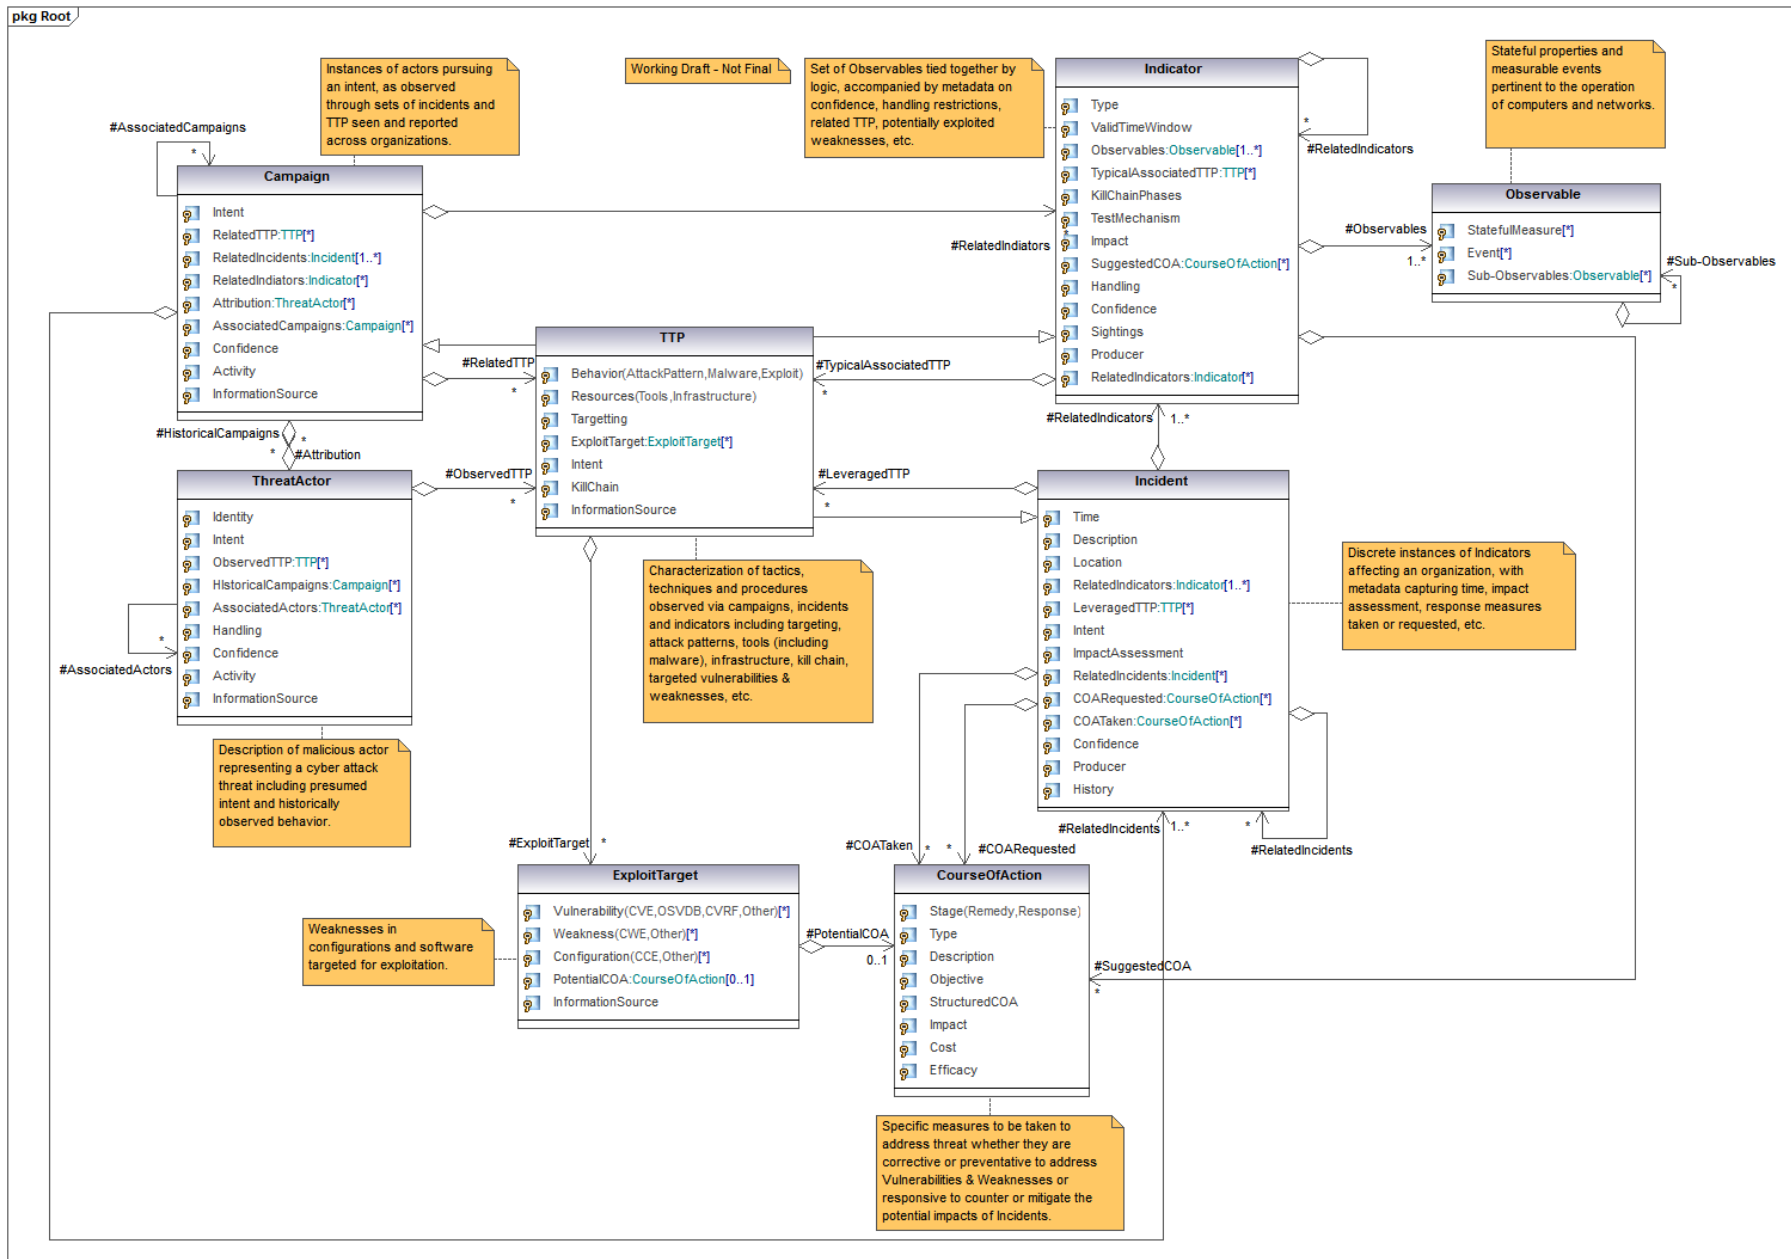 pkg Root
Instances of actors pursuing
an intent, as observed
through sets of incidents and
TTP seen and reported
across organizations.
Working Draft - Not Final
Set of Observables tied together by
logic, accompanied by metadata on
confidence, handling restrictions,
related TTP, potentially exploited
weaknesses, etc.
Stateful properties and
measurable events
pertinent to the operation
of computers and networks.
#AssociatedCampaigns
*
Campaign
Intent
RelatedTTP:TTP[*]
RelatedIncidents:Incident[1..*]
RelatedIndiators:Indicator[*]
Attribution:ThreatActor[*]
AssociatedCampaigns:Campaign[*]
Confidence
Activity
InformationSource
Indicator
Type
ValidTimeWindow
Observables:Observable[1..*]
TypicalAssociatedTTP:TTP[*]
KillChainPhases
TestMechanism
Impact
SuggestedCOA:CourseOfAction[*]
Handling
Confidence
Sightings
Producer
RelatedIndicators:Indicator[*]
*
#RelatedIndicators
#RelatedIndiators
*
#Observables
1..*
Observable
StatefulMeasure[*]
Event[*]
Sub-Observables:Observable[*]
#Sub-Observables
*
TTP
Behavior(AttackPattern,Malware,Exploit)
Resources(Tools,Infrastructure)
Targetting
ExploitTarget:ExploitTarget[*]
Intent
KillChain
InformationSource
#RelatedTTP
*
#TypicalAssociatedTTP
*
#HistoricalCampaigns
*
*
#Attribution
#ObservedTTP
*
#LeveragedTTP
*
#RelatedIndicators
1..*
ThreatActor
Identity
Intent
ObservedTTP:TTP[*]
HIstoricalCampaigns:Campaign[*]
AssociatedActors:ThreatActor[*]
Handling
Confidence
Activity
InformationSource
*
#AssociatedActors
Description of malicious actor
representing a cyber attack
threat including presumed
intent and historically
observed behavior.
Characterization of tactics,
techniques and procedures
observed via campaigns, incidents
and indicators including targeting,
attack patterns, tools (including
malware), infrastructure, kill chain,
targeted vulnerabilities &
weaknesses, etc.
Incident
Time
Description
Location
RelatedIndicators:Indicator[1..*]
LeveragedTTP:TTP[*]
Intent
ImpactAssessment
RelatedIncidents:Incident[*]
COARequested:CourseOfAction[*]
COATaken:CourseOfAction[*]
Confidence
Producer
History
Discrete instances of Indicators
affecting an organization, with
metadata capturing time, impact
assessment, response measures
taken or requested, etc.
#RelatedIncidents
1..*
*
#RelatedIncidents
#ExploitTarget
*
#COATaken
*
*
#COARequested
ExploitTarget
Vulnerability(CVE,OSVDB,CVRF,Other)[*]
Weakness(CWE,Other)[*]
Configuration(CCE,Other)[*]
PotentialCOA:CourseOfAction[0..1]
InformationSource
Weaknesses in
configurations and software
targeted for exploitation.
#PotentialCOA
0..1
CourseOfAction
Stage(Remedy,Response)
Type
Description
Objective
StructuredCOA
Impact
Cost
Efficacy
#SuggestedCOA
*
Specific measures to be taken to
address threat whether they are
corrective or preventative to address
Vulnerabilities & Weaknesses or
responsive to counter or mitigate the
potential impacts of Incidents.